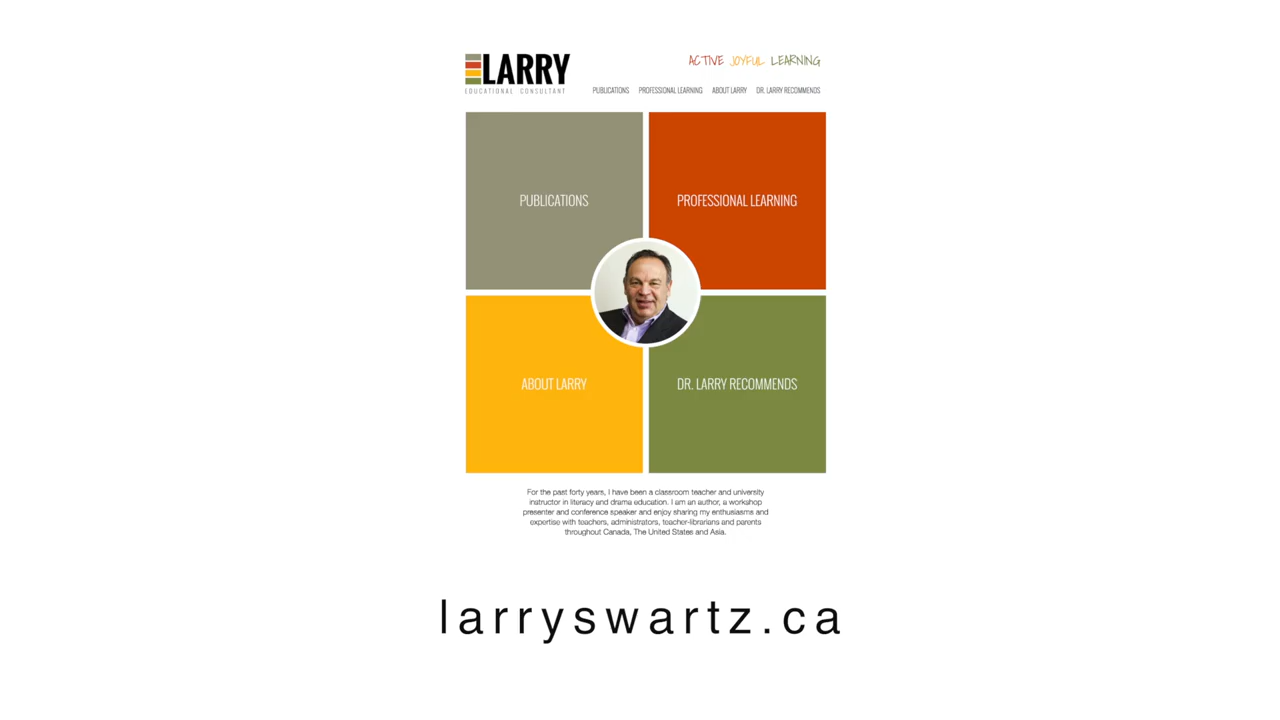 LARRY
EDUCATIONAL CONSULTANT
ACTIVE JOYFUL LEARNING
PUBLICATIONS PROFESSIONAL LEARNING ABOUT LARRY DR. LARRY RECOMMENDS
PUBLICATIONS
PROFESSIONAL LEARNING
ABOUT LARRY
DR. LARRY RECOMMENDS
For the past forty years, I have been a classroom teacher and university
instructor in literacy and drama education. I am an author, a workshop
presenter and conference speaker and enjoy sharing my enthusiasms and
expertise with teachers, administrators, teacher-librarians and parents
throughout Canada, The United States and Asia.
larryswartz.ca